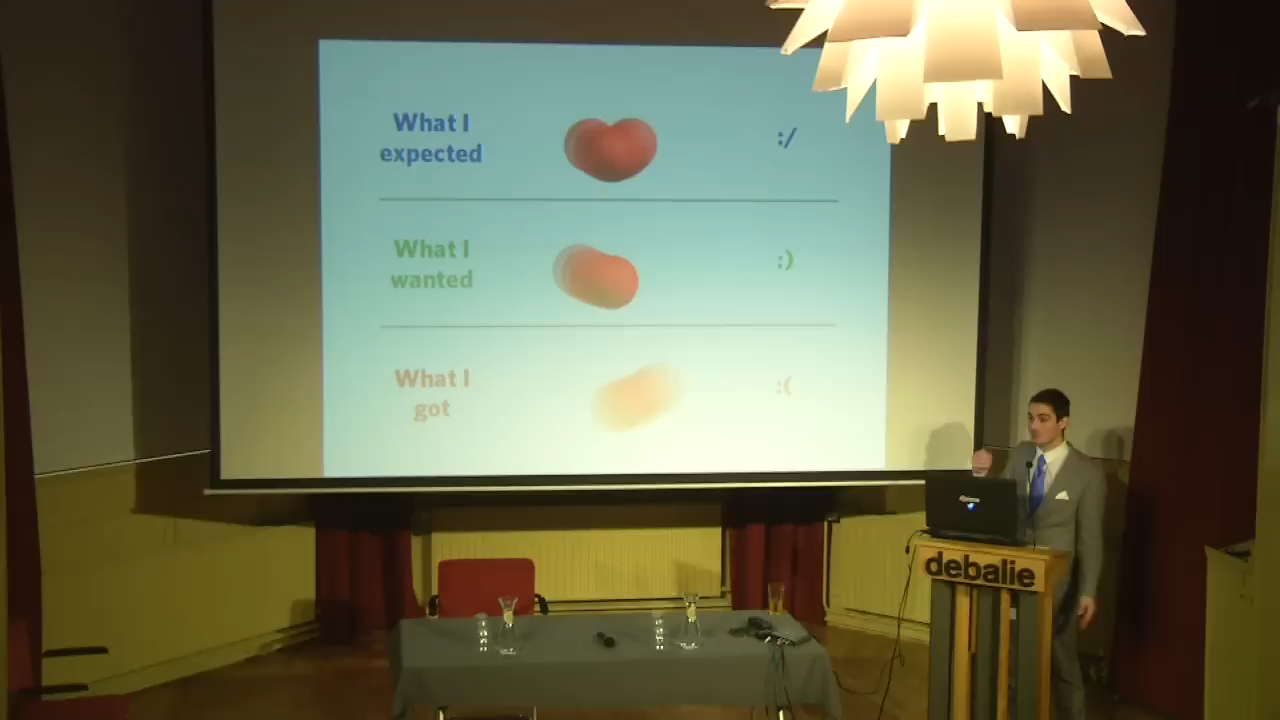 What I
expected
:/
What I
wanted
:)
What I
got
:(
debalie